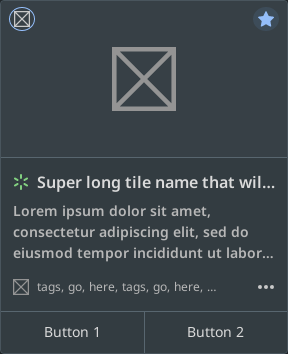 Super long tile name that wil...
Lorem ipsum dolor sit amet,
consectetur adipiscing elit, sed do
eiusmod tempor incididunt ut labor...
tags, go, here, tags, go, here, ...
Button 1
Button 2